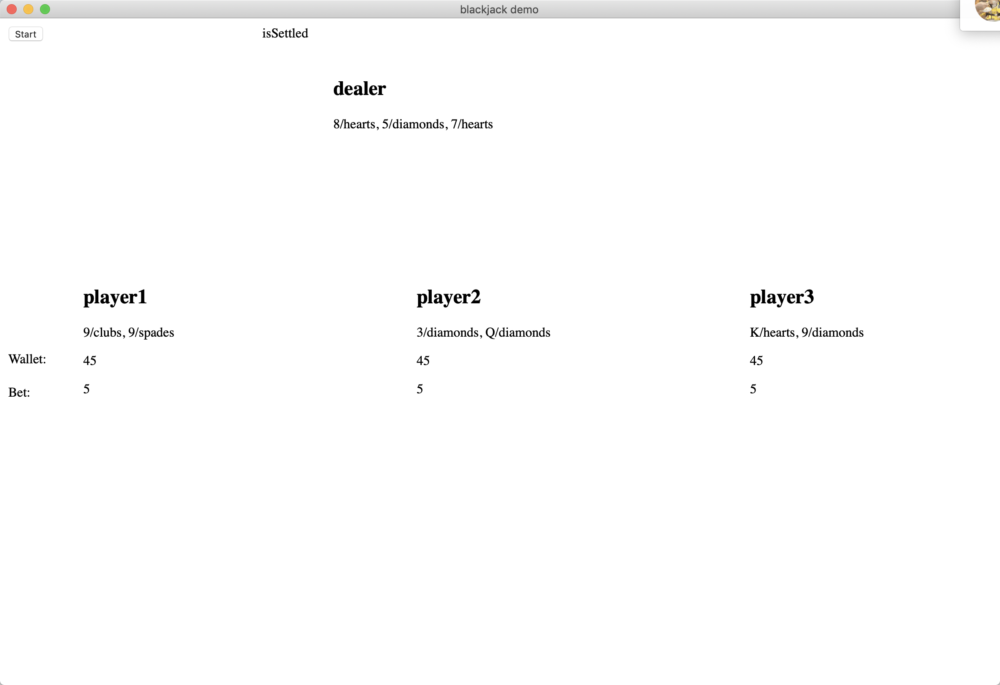 blackjack demo
Start
isSettled
dealer
8/hearts, 5/diamonds, 7/hearts
player1
player2
player3
9/clubs, 9/spades
3/diamonds, Q/diamonds
K/hearts, 9/diamonds
Wallet:
45
45
45
Bet:
5
5
5